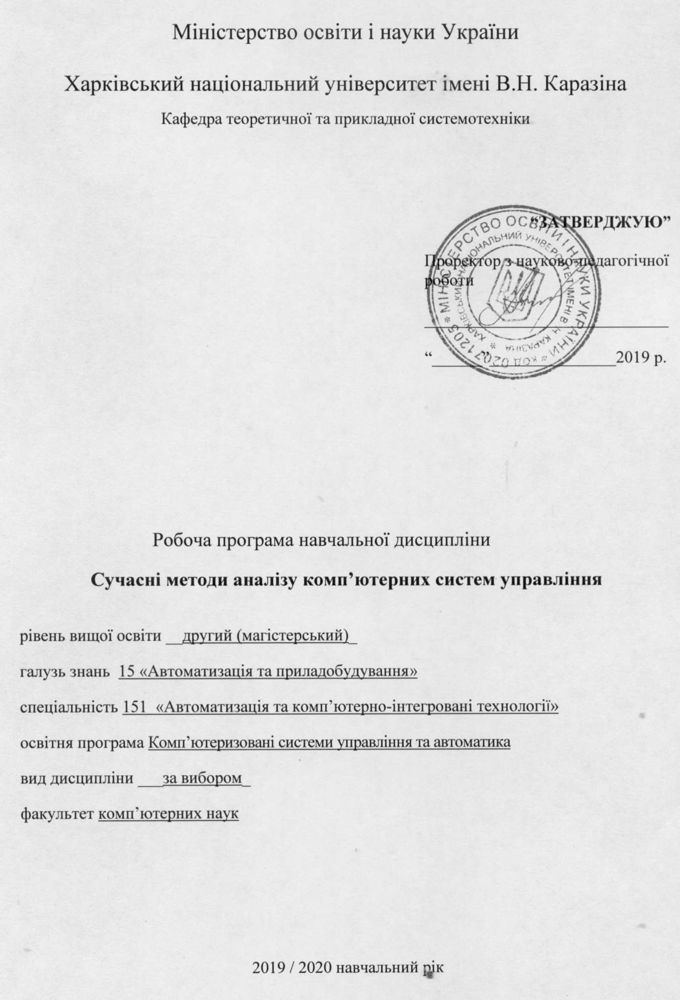 Міністерство освіти і науки України
Харківський національний університет імені В.Н. Каразіна
Кафедра теоретичної та прикладної системотехніки
“ЗАТВЕРДЖУЮ”
Проректор з науково-педагогічної
роботи
* МІНІСТЕРСТВО ОСВІТИ І НАУКИ УКРАЇНИ * КОД 02071205
* ХАРКІВСЬКИЙ НАЦІОНАЛЬНИЙ УНІВЕРСИТЕТ ІМЕНІ В. Н. КАРАЗІНА
“______”________________2019 р.
Робоча програма навчальної дисципліни
Сучасні методи аналізу комп’ютерних систем управління
рівень вищої освіти __другий (магістерський)_
галузь знань 15 «Автоматизація та приладобудування»
спеціальність 151 «Автоматизація та комп’ютерно-інтегровані технології»
освітня програма Комп’ютеризовані системи управління та автоматика
вид дисципліни ___за вибором_
факультет комп’ютерних наук
2019 / 2020 навчальний рік